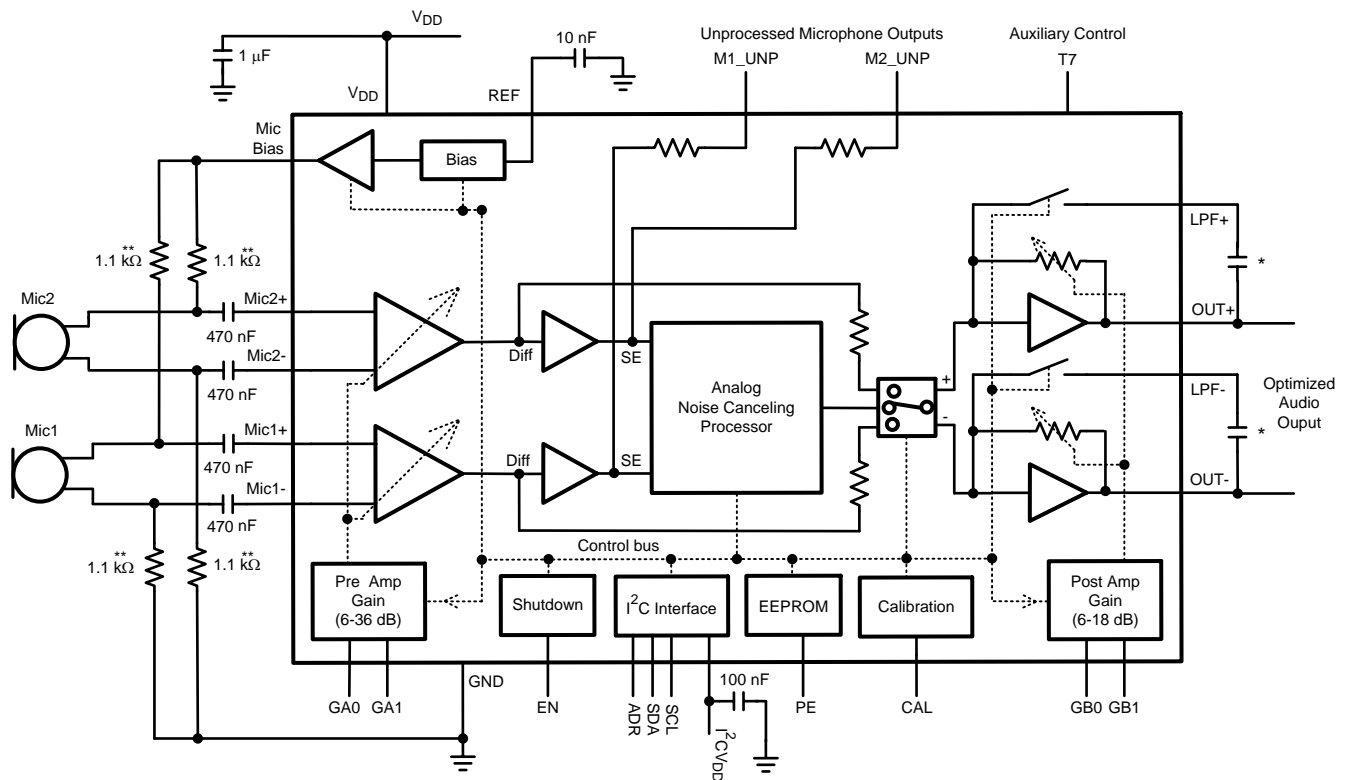 V_DD
1 μF
10 nF
Unprocessed Microphone Outputs
Auxiliary Control
M1_UNP
M2_UNP
T7
V_DD
REF
Mic
Bias
Bias
LPF+
**
1.1 kΩ
**
1.1 kΩ
*
Mic2
Mic2+
470 nF
OUT+
Diff
SE
Mic2-
470 nF
Analog
Noise Canceling
Processor
+
-
LPF-
Optimized
Audio
Ouput
Mic1
Mic1+
470 nF
*
Diff
SE
Mic1-
470 nF
OUT-
**
1.1 kΩ
**
1.1 kΩ
Control bus
Pre Amp
Gain
(6-36 dB)
Shutdown
I²C Interface
EEPROM
Calibration
Post Amp
Gain
(6-18 dB)
GND
100 nF
GA0
GA1
EN
ADR
SDA
SCL
I²CV_DD
PE
CAL
GB0
GB1